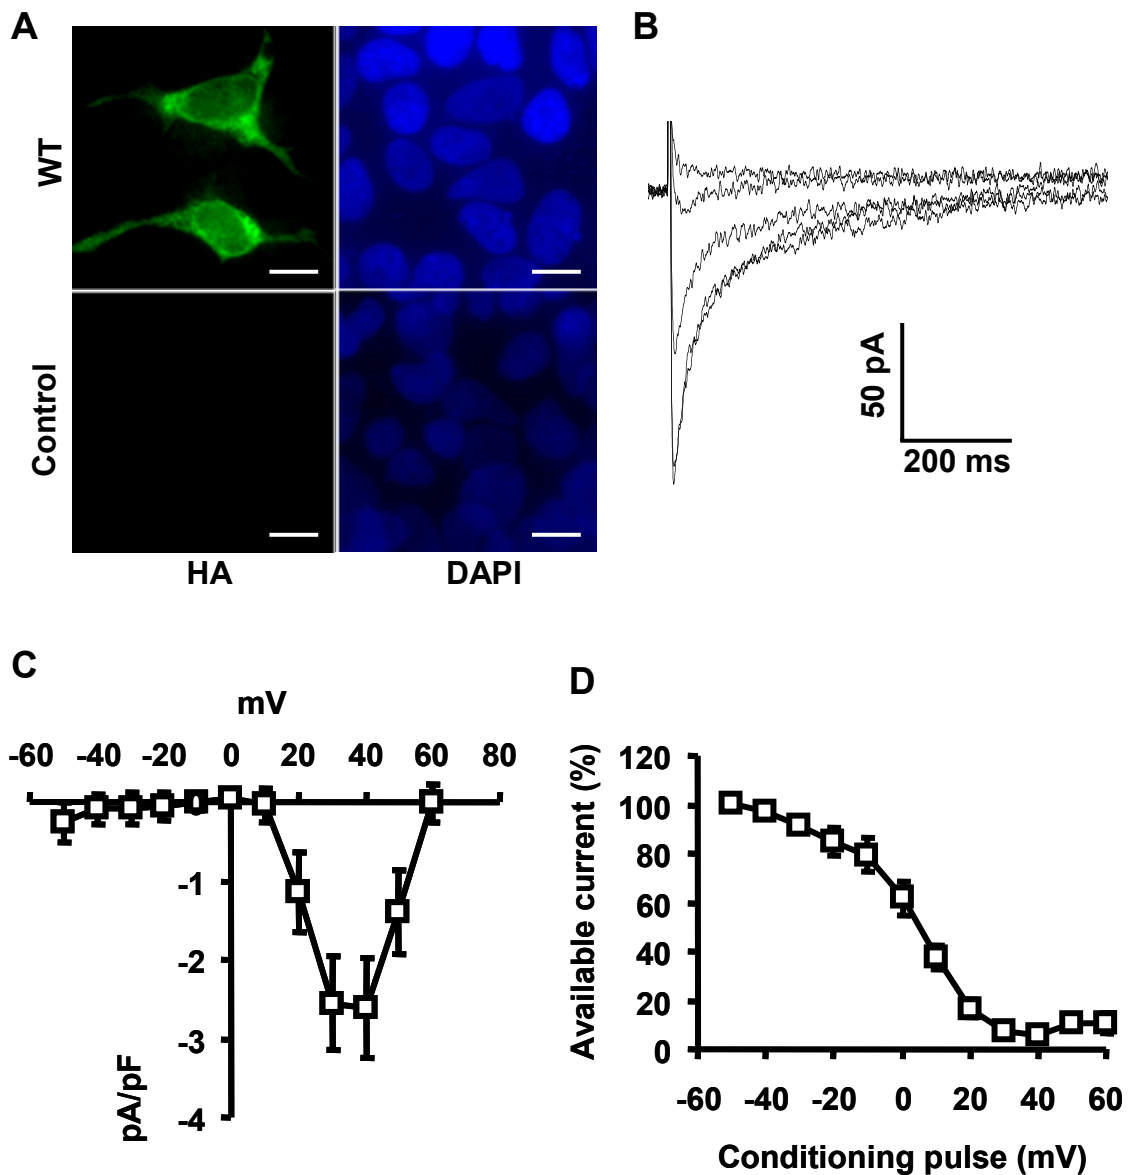 A
B
WT
Control
HA
DAPI
50 pA
200 ms
C
mV
-60 -40 -20 0 20 40 60 80
0
-1
-2
-3
-4
pA/pF
D
Available current (%)
120
100
80
60
40
20
0
-60 -40 -20 0 20 40 60
Conditioning pulse (mV)